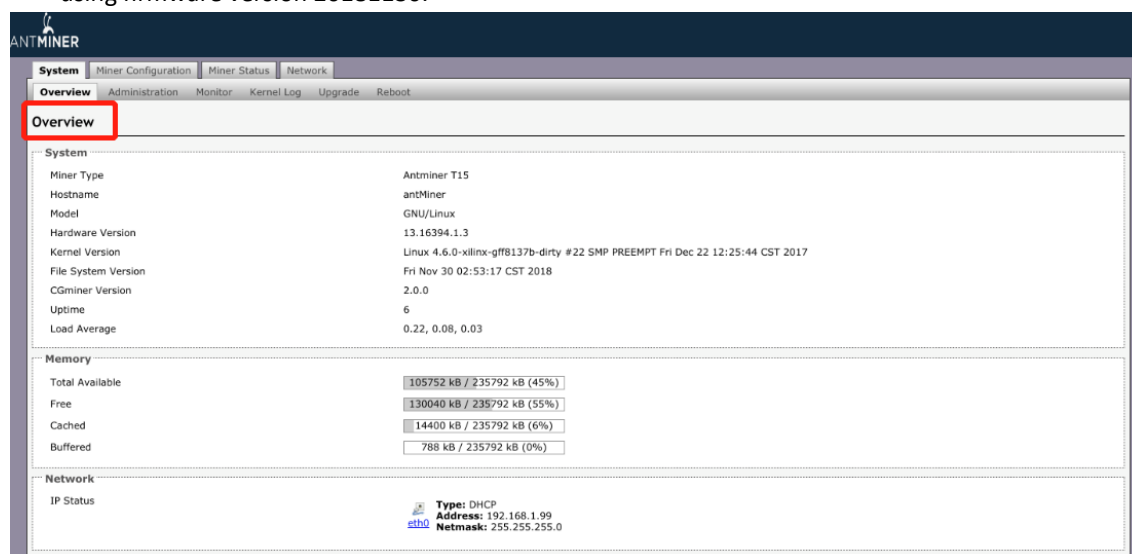 using firmware version 20181130.
ANTMINER
System Miner Configuration Miner Status Network
Overview Administration Monitor Kernel Log Upgrade Reboot
Overview
System
Miner Type Antminer T15
Hostname antMiner
Model GNU/Linux
Hardware Version 13.16394.1.3
Kernel Version Linux 4.6.0-xilinx-gff8137b-dirty #22 SMP PREEMPT Fri Dec 22 12:25:44 CST 2017
File System Version Fri Nov 30 02:53:17 CST 2018
CGminer Version 2.0.0
Uptime 6
Load Average 0.22, 0.08, 0.03
Memory
Total Available 105752 kB / 235792 kB (45%)
Free 130040 kB / 235792 kB (55%)
Cached 14400 kB / 235792 kB (6%)
Buffered 788 kB / 235792 kB (0%)
Network
IP Status
Type: DHCP
Address: 192.168.1.99
eth0 Netmask: 255.255.255.0